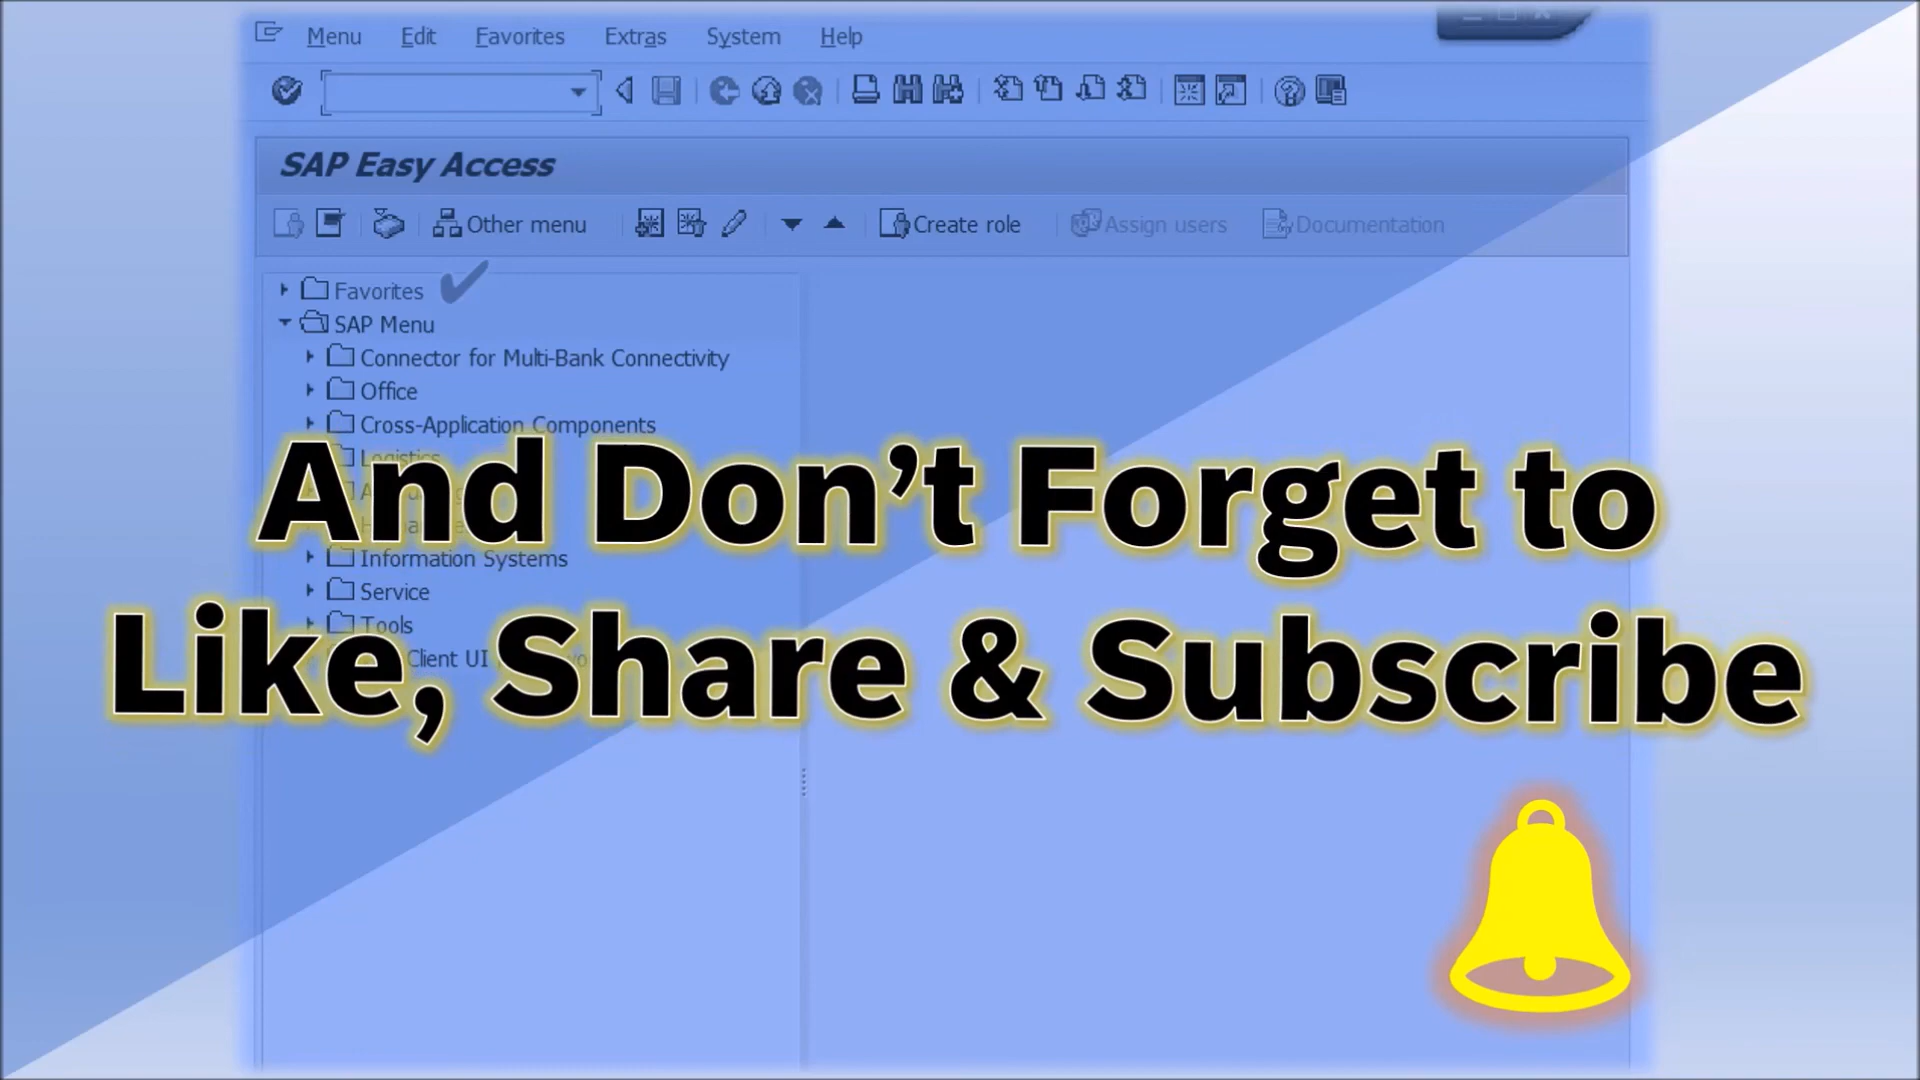 Menu Edit Favorites Extras System Help
SAP Easy Access
Other menu Create role Assign users Documentation
Favorites
SAP Menu
Connector for Multi-Bank Connectivity
Office
Cross-Application Components
Logistics
And Don’t Forget to
Information Systems
Service
Tools
Client UI
Like, Share & Subscribe